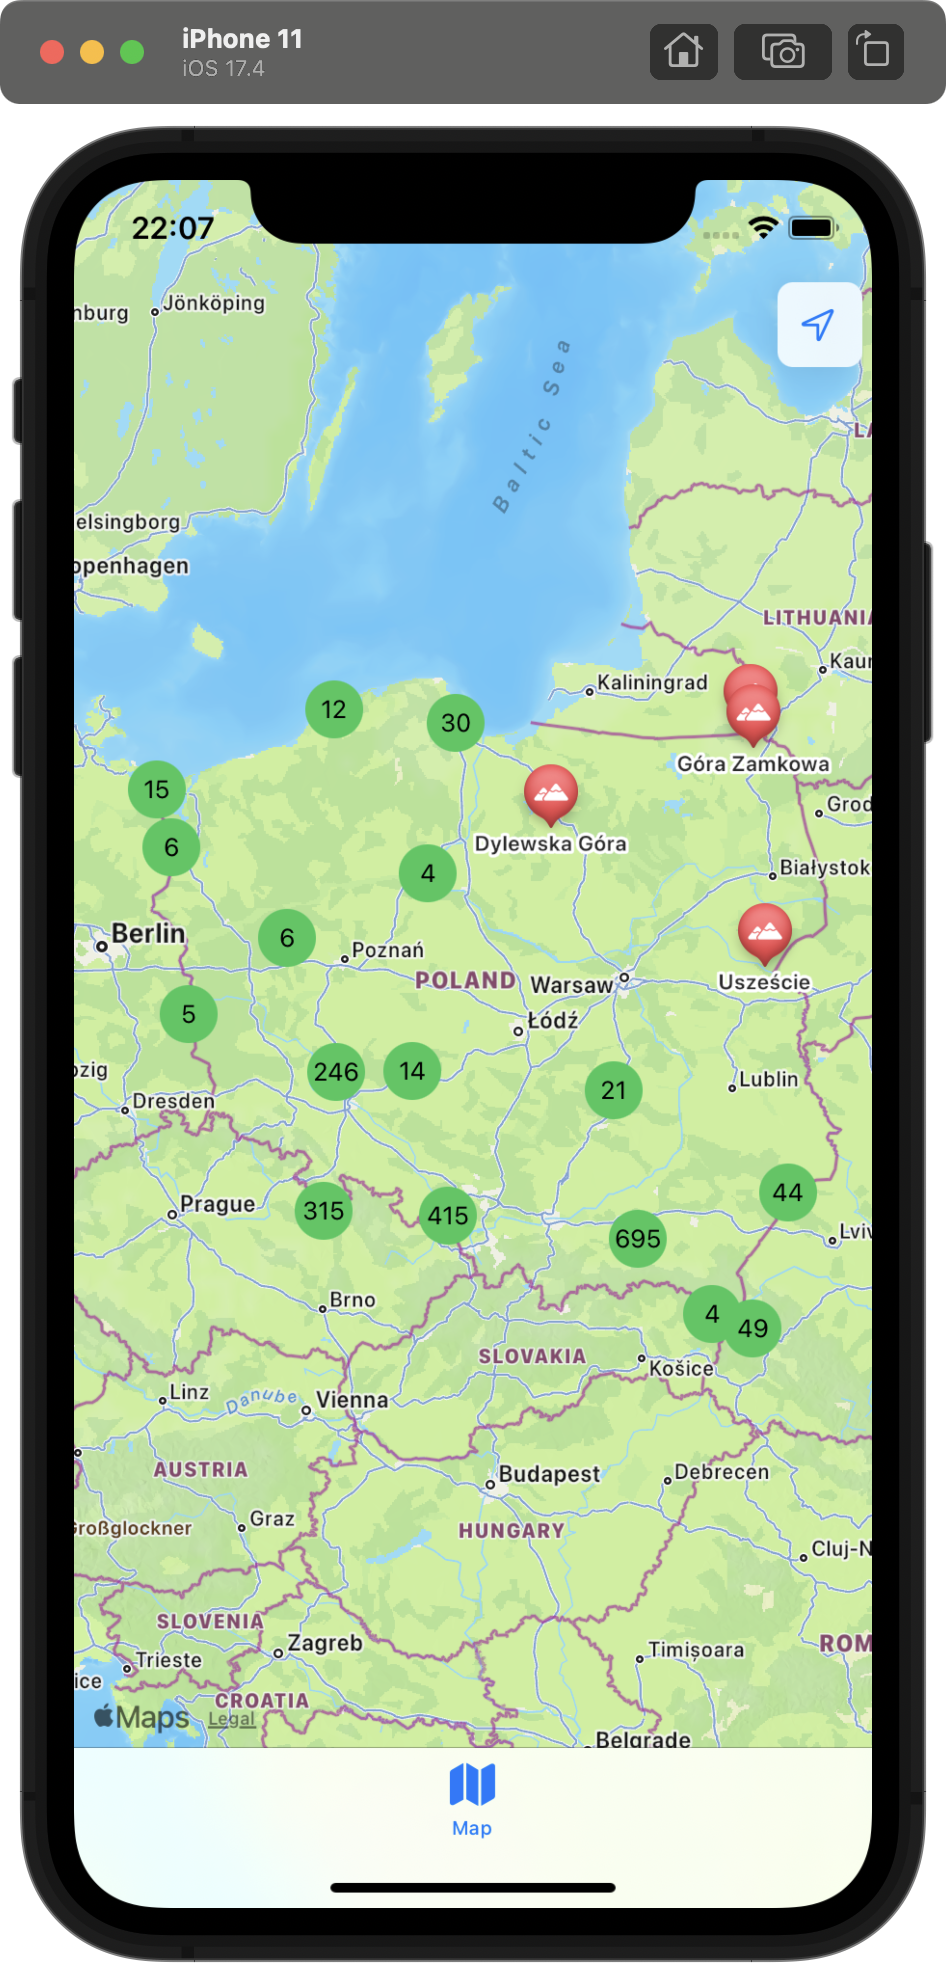 iPhone 11
iOS 17.4
22:07
Jönköping
nburg
Baltic Sea
LA
elsingborg
openhagen
LITHUANIA
Kaur
Kaliningrad
12
30
Góra Zamkowa
15
Grod
Dylewska Góra
6
4
Białystok
Berlin
6
Poznań
POLAND
Warsaw
Uszeście
5
Łódź
246
14
zig
21
Lublin
Dresden
44
Prague
315
415
695
Lviv
Brno
4
49
SLOVAKIA
Košice
Linz
Danube
Vienna
AUSTRIA
Budapest
Debrecen
Graz
Großglockner
HUNGARY
Cluj-N
SLOVENIA
Zagreb
Timișoara
ROM
Trieste
ice
CROATIA
Maps
Legal
Belgrade
Map